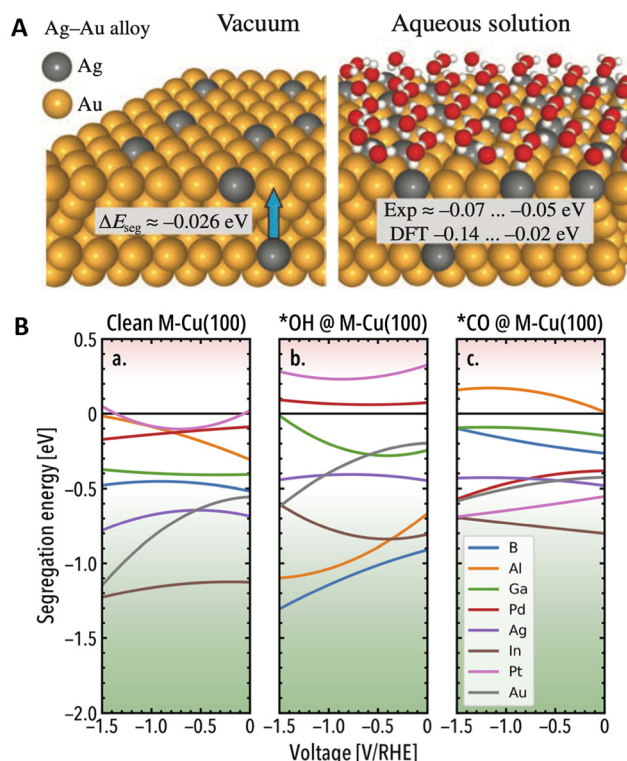 A
Ag–Au alloy
Vacuum
Aqueous solution
Ag
Au
ΔEseg ≈ –0.026 eV
Exp ≈ –0.07 ... –0.05 eV
DFT –0.14 ... –0.02 eV
B
Clean M-Cu(100)
*OH @ M-Cu(100)
*CO @ M-Cu(100)
a.
b.
c.
Segregation energy [eV]
0.5
0
−0.5
−1.0
−1.5
−2.0
B
Al
Ga
Pd
Ag
In
Pt
Au
−1.5 −1.0 −0.5 0
−1.5 −1.0 −0.5 0
−1.5 −1.0 −0.5 0
Voltage [V/RHE]